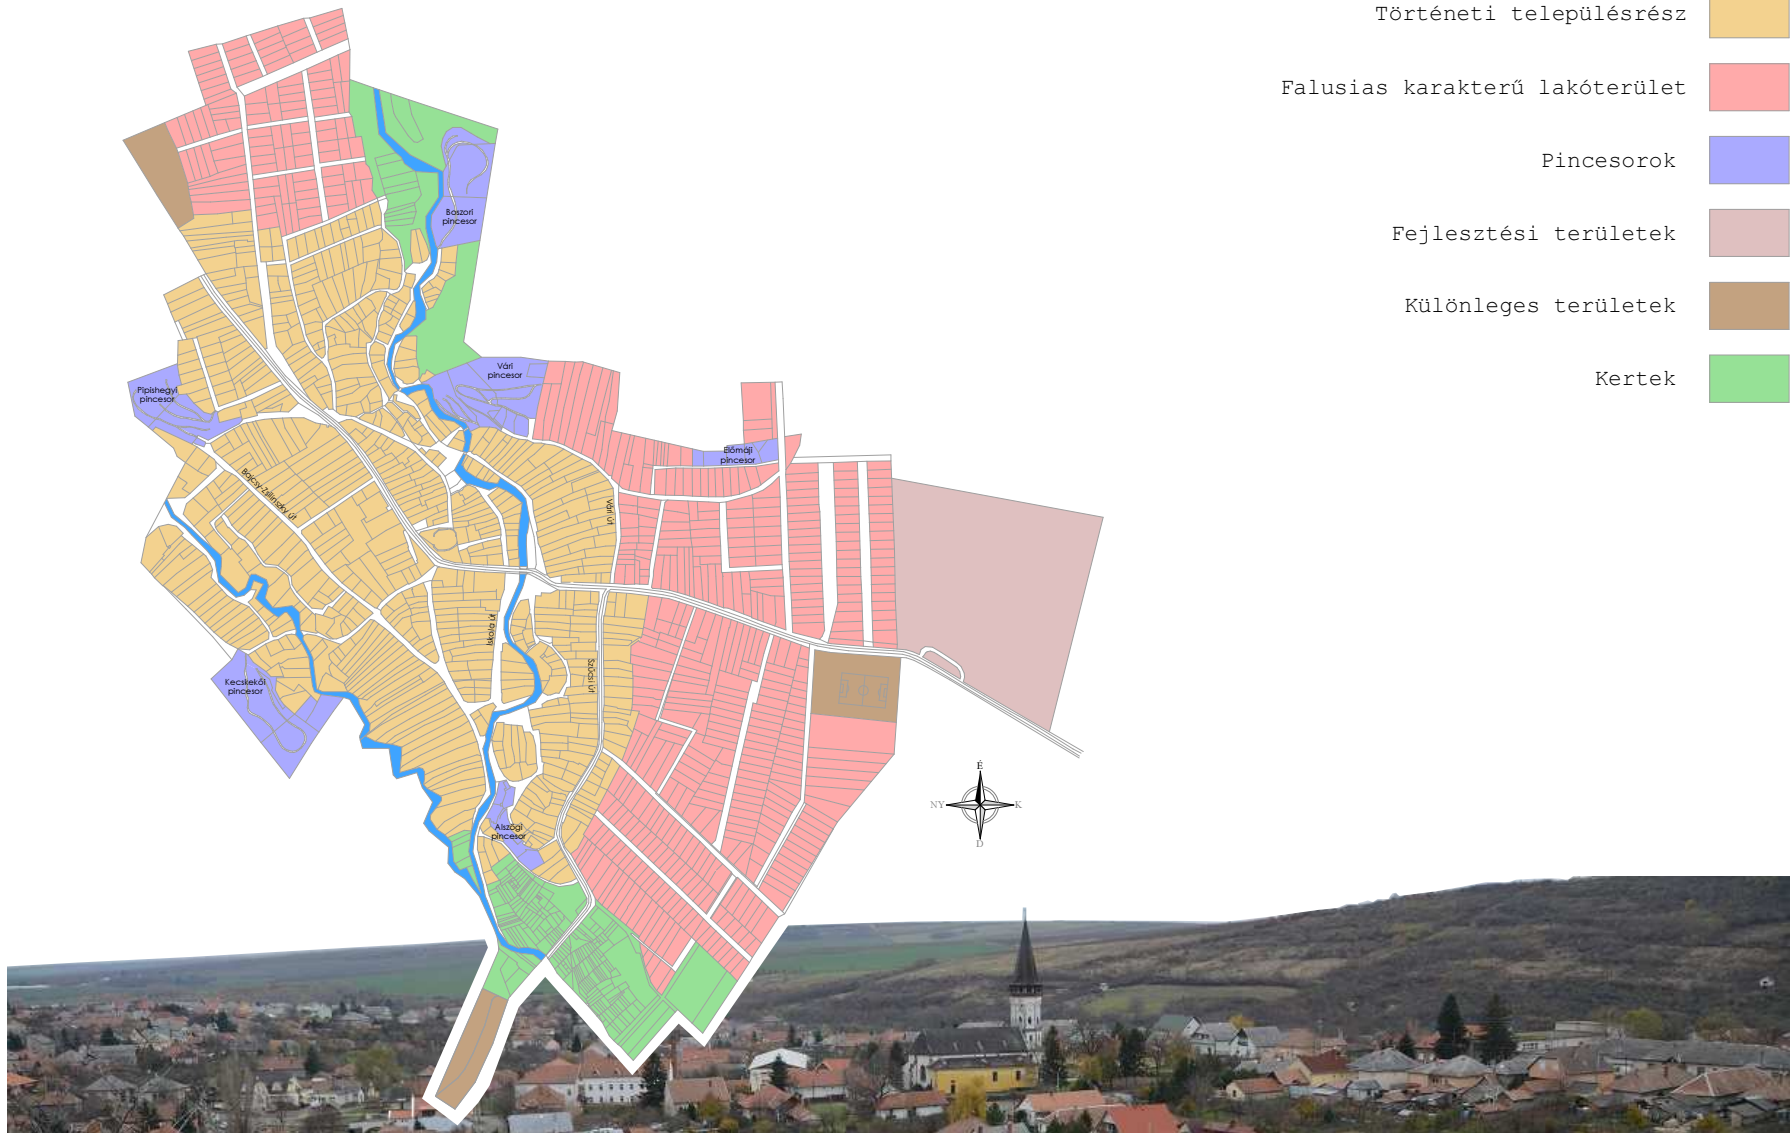 Történeti településrész
Falusias karakterű lakóterület
Pincesorok
Fejlesztési területek
Különleges területek
Kertek
Boszori
pincesor
Vári
pincesor
Pipishegyi
pincesor
Előmáji
pincesor
Bajcsy-Zsilinszky út
Vári út
Iskola út
Szűcsi út
Kecskekői
pincesor
Alszögi
pincesor
É
NY
K
D